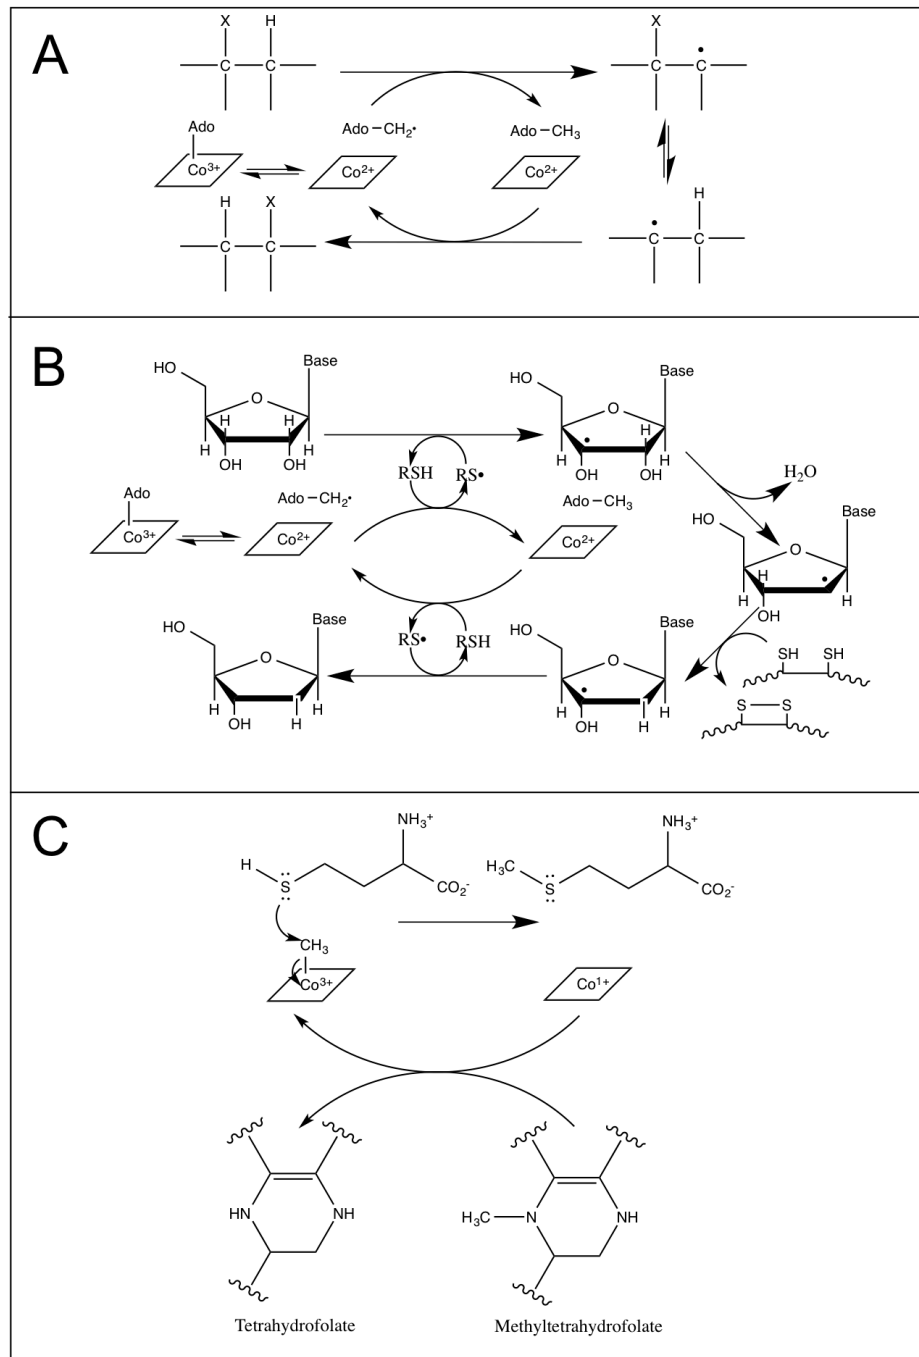 A
X H
C C
Ado
Co3+
Ado–CH2•
Co2+
Ado–CH3
Co2+
X
C C
H
C C
H X
C C
B
HO
Base
O
H H
H H
OH OH
HO
Base
O
H
H H
OH OH
RSH RS•
H2O
Ado
Co3+
Ado–CH2•
Co2+
Ado–CH3
Co2+
HO
Base
O
H
H H
OH
RS• RSH
HO
Base
O
H H
OH H
HO
Base
O
H H
OH H
SH SH
S S
C
NH3+
H
S
CO2-
CH3
Co3+
NH3+
H3C
S
CO2-
Co1+
HN NH
Tetrahydrofolate
H3C N NH
Methyltetrahydrofolate